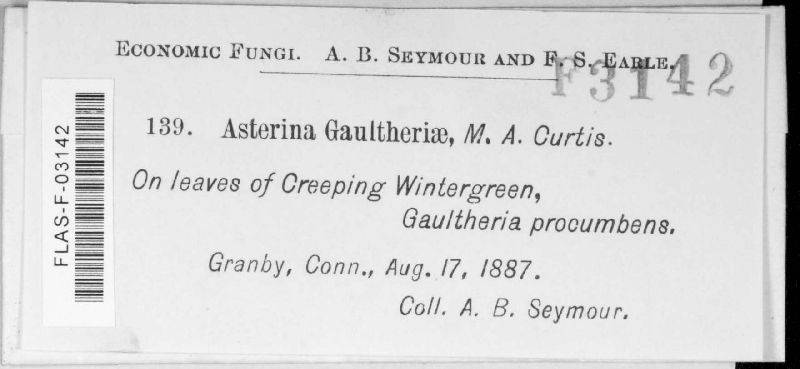 ECONOMIC FUNGI. A. B. SEYMOUR AND F. S. EARLE.
F3142
139. Asterina Gaultheriæ, M. A. Curtis.
On leaves of Creeping Wintergreen,
Gaultheria procumbens.
Granby, Conn., Aug. 17, 1887.
Coll. A. B. Seymour.
FLAS-F-03142